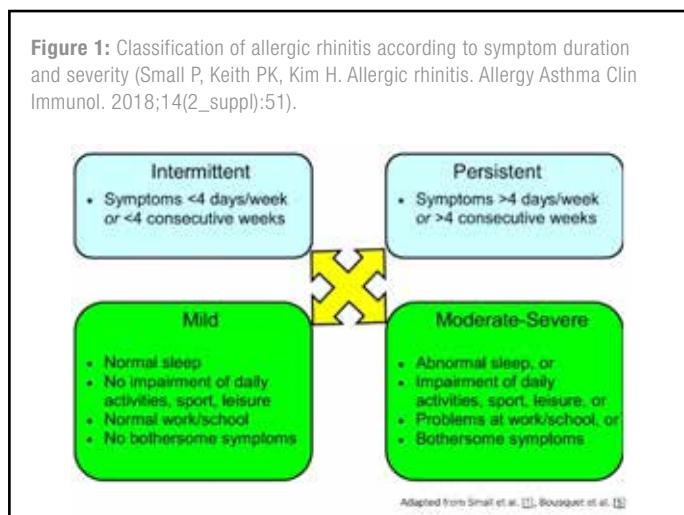 Figure 1: Classification of allergic rhinitis according to symptom duration
and severity (Small P, Keith PK, Kim H. Allergic rhinitis. Allergy Asthma Clin
Immunol. 2018;14(2_suppl):51).
Intermittent
• Symptoms <4 days/week
or <4 consecutive weeks
Persistent
• Symptoms >4 days/week
or >4 consecutive weeks
Mild
• Normal sleep
• No impairment of daily
activities, sport, leisure
• Normal work/school
• No bothersome symptoms
Moderate-Severe
• Abnormal sleep, or
• Impairment of daily
activities, sport, leisure, or
• Problems at work/school, or
• Bothersome symptoms
Adapted from Small et al. [1], Bousquet et al. [5]